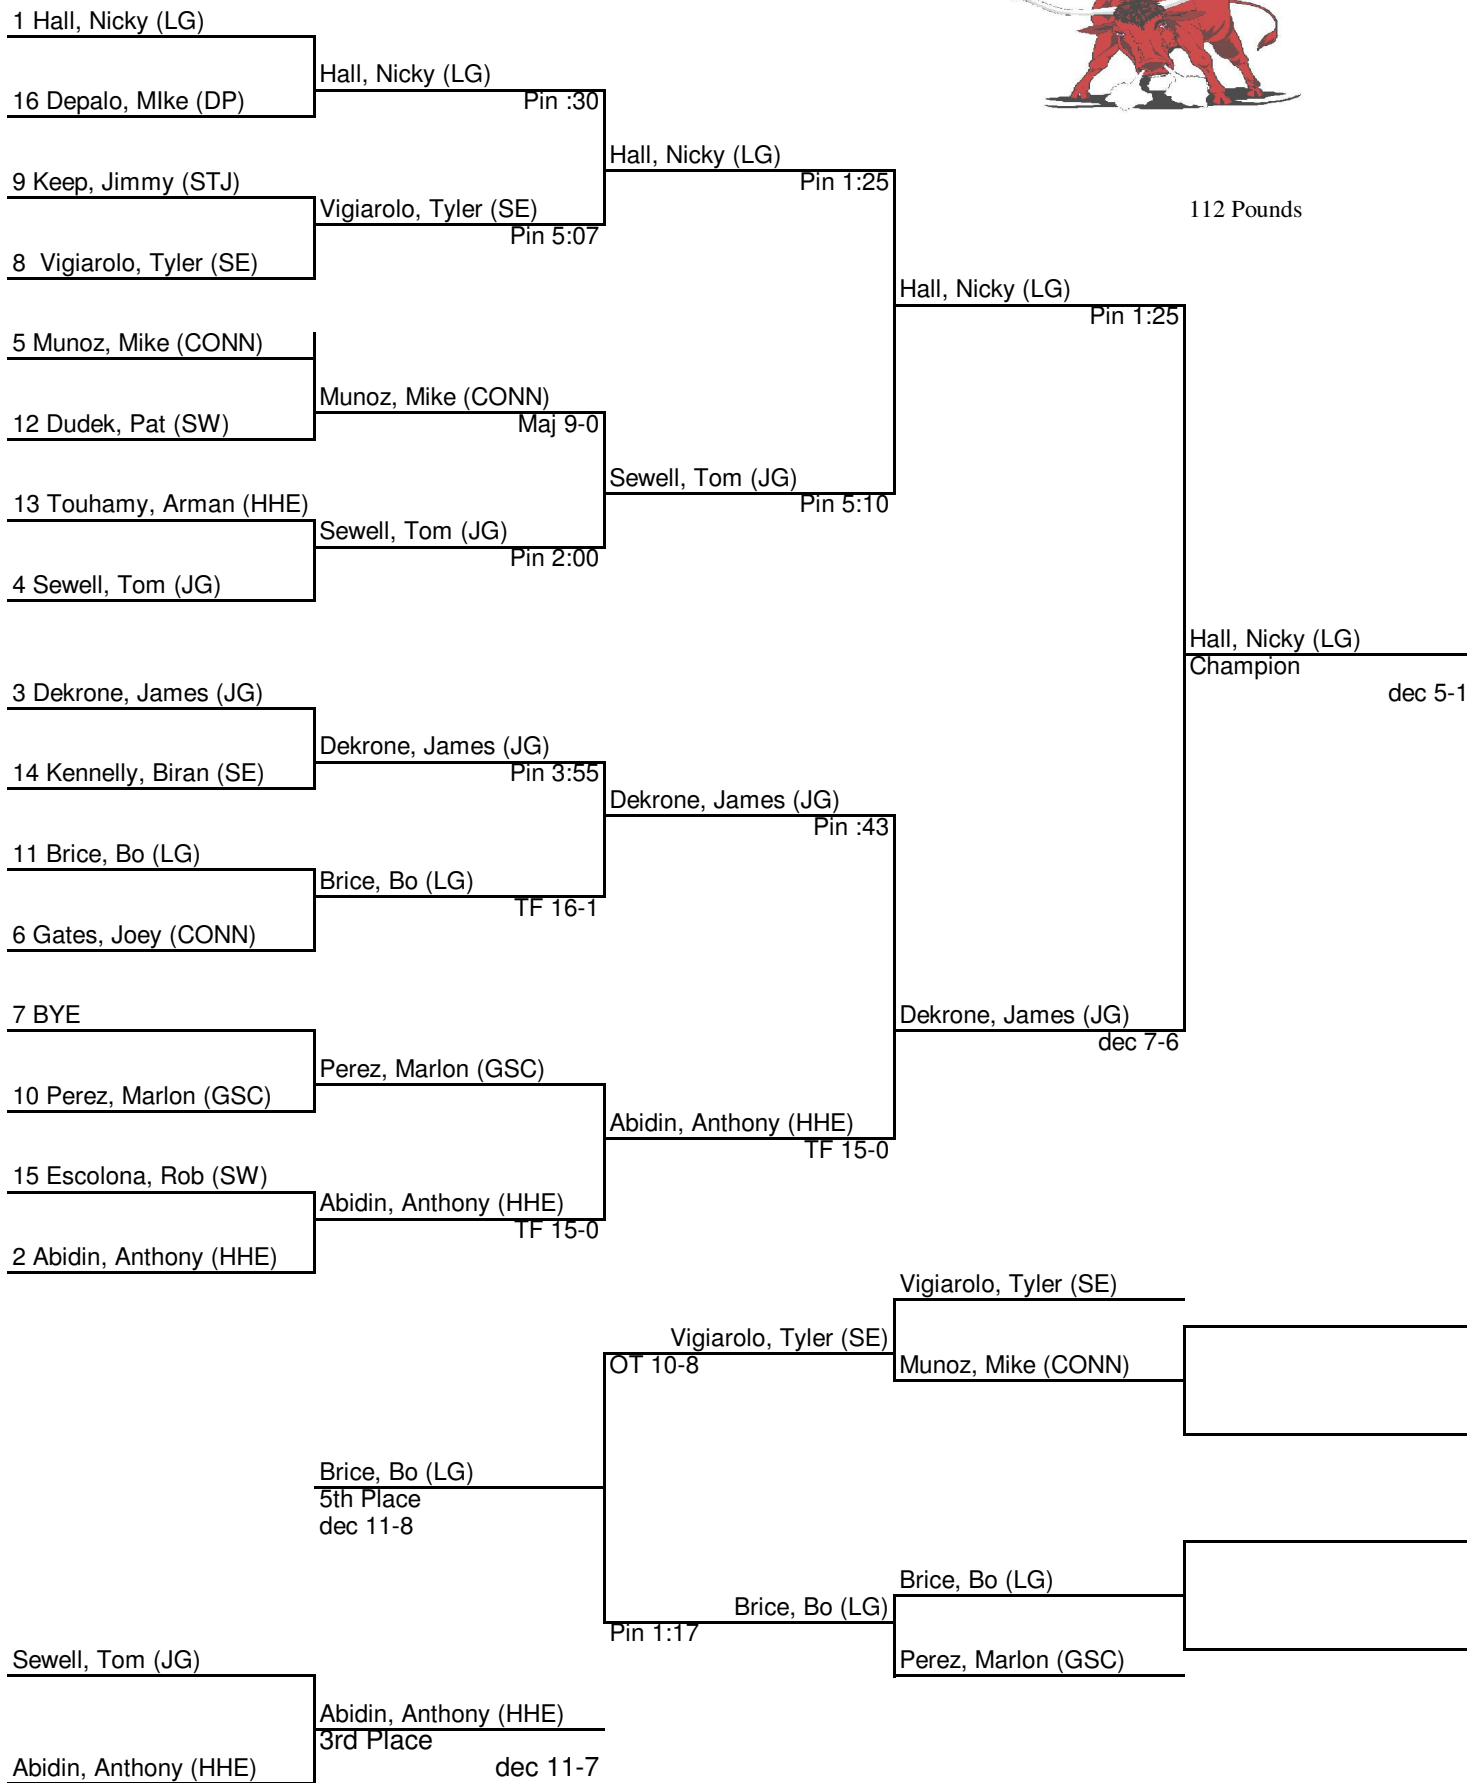 1 Hall, Nicky (LG)
Hall, Nicky (LG)
16 Depalo, MIke (DP)
Pin :30
Hall, Nicky (LG)
9 Keep, Jimmy (STJ)
Pin 1:25
Vigiarolo, Tyler (SE)
112 Pounds
Pin 5:07
8 Vigiarolo, Tyler (SE)
Hall, Nicky (LG)
Pin 1:25
5 Munoz, Mike (CONN)
Munoz, Mike (CONN)
12 Dudek, Pat (SW)
Maj 9-0
Sewell, Tom (JG)
13 Touhamy, Arman (HHE)
Pin 5:10
Sewell, Tom (JG)
Pin 2:00
4 Sewell, Tom (JG)
Hall, Nicky (LG)
Champion
dec 5-1
3 Dekrone, James (JG)
Dekrone, James (JG)
14 Kennelly, Biran (SE)
Pin 3:55
Dekrone, James (JG)
Pin :43
11 Brice, Bo (LG)
Brice, Bo (LG)
TF 16-1
6 Gates, Joey (CONN)
7 BYE
Dekrone, James (JG)
dec 7-6
Perez, Marlon (GSC)
10 Perez, Marlon (GSC)
Abidin, Anthony (HHE)
TF 15-0
15 Escolona, Rob (SW)
Abidin, Anthony (HHE)
TF 15-0
2 Abidin, Anthony (HHE)
Vigiarolo, Tyler (SE)
Vigiarolo, Tyler (SE)
OT 10-8
Munoz, Mike (CONN)
Brice, Bo (LG)
5th Place
dec 11-8
Brice, Bo (LG)
Brice, Bo (LG)
Pin 1:17
Perez, Marlon (GSC)
Sewell, Tom (JG)
Abidin, Anthony (HHE)
3rd Place
Abidin, Anthony (HHE)
dec 11-7